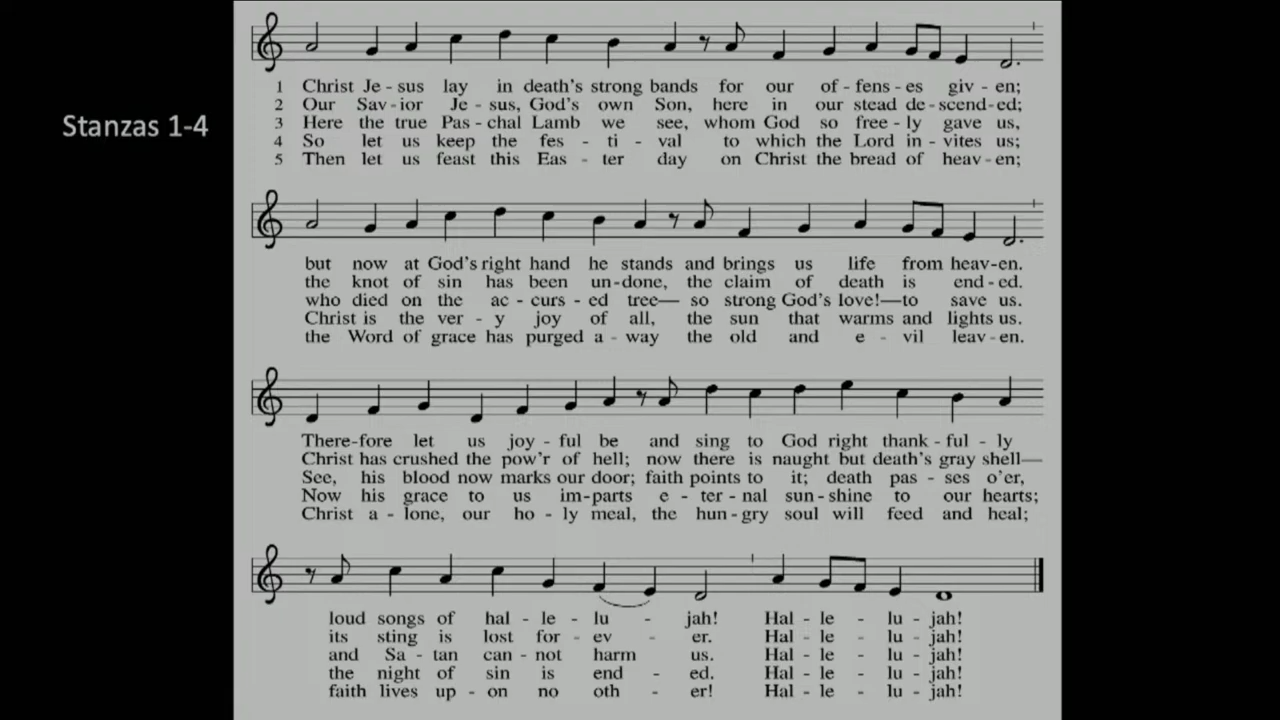 Stanzas 1-4
1 Christ Je - sus lay in death's strong bands for our of - fens - es giv - en;
2 Our Sav - ior Je - sus, God's own Son, here in our stead de - scend - ed;
3 Here the true Pas - chal Lamb we see, whom God so free - ly gave us,
4 So let us keep the fes - ti - val to which the Lord in - vites us;
5 Then let us feast this Eas - ter day on Christ the bread of heav - en;
but now at God's right hand he stands and brings us life from heav - en.
the knot of sin has been un - done, the claim of death is end - ed.
who died on the ac - curs - ed tree— so strong God's love!—to save us.
Christ is the ver - y joy of all, the sun that warms and lights us.
the Word of grace has purged a - way the old and e - vil leav - en.
There - fore let us joy - ful be and sing to God right thank - ful - ly
Christ has crushed the pow'r of hell; now there is naught but death's gray shell—
See, his blood now marks our door; faith points to it; death pas - ses o'er,
Now his grace to us im - parts e - ter - nal sun - shine to our hearts;
Christ a - lone, our ho - ly meal, the hun - gry soul will feed and heal;
loud songs of hal - le - lu - jah! Hal - le - lu - jah!
its sting is lost for - ev - er. Hal - le - lu - jah!
and Sa - tan can - not harm us. Hal - le - lu - jah!
the night of sin is end - ed. Hal - le - lu - jah!
faith lives up - on no oth - er! Hal - le - lu - jah!